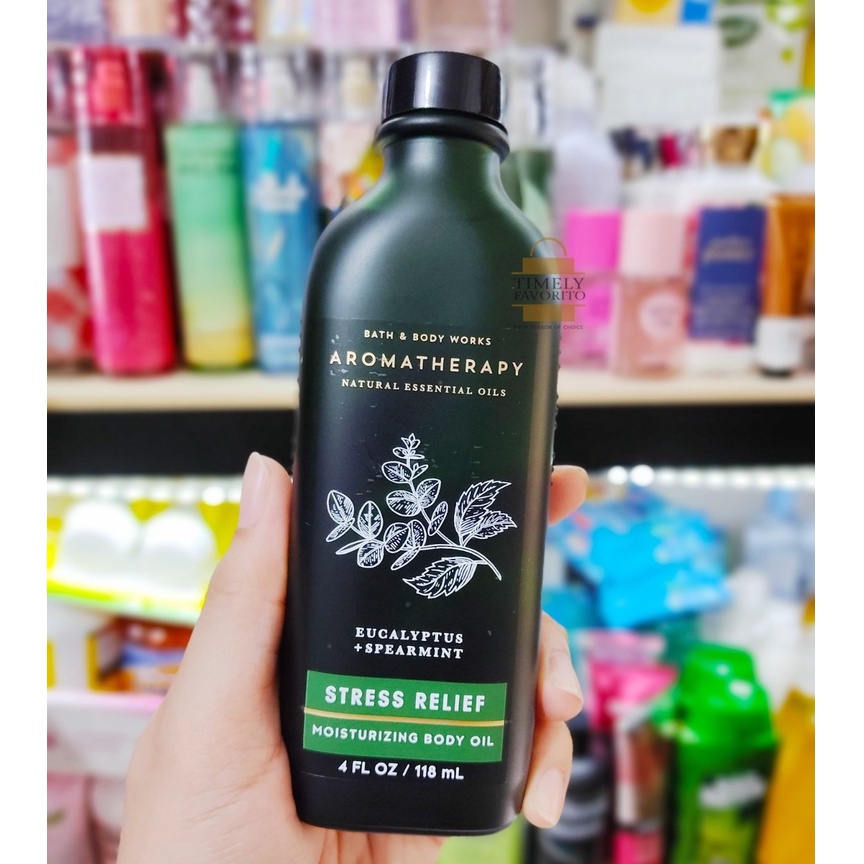 BATH & BODY WORKS
AROMATHERAPY
NATURAL ESSENTIAL OILS
EUCALYPTUS
+SPEARMINT
STRESS RELIEF
MOISTURIZING BODY OIL
4 FL OZ / 118 mL
TIMELY
FAVORITO